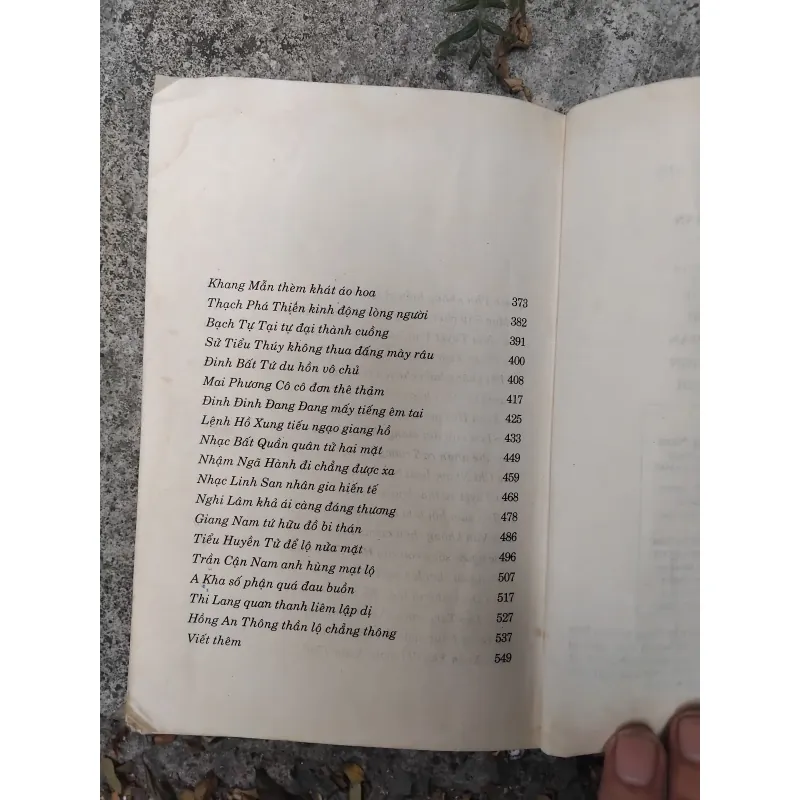 Khang Mẫn thèm khát áo hoa 373
Thạch Phá Thiên kinh động lòng người 382
Bạch Tự Tại tự đại thành cuồng 391
Sử Tiểu Thúy không thua đấng mày râu 400
Đinh Bất Tứ du hồn vô chủ 408
Mai Phương Cô cô đơn thê thảm 417
Đinh Đinh Đang Đang mấy tiếng êm tai 425
Lệnh Hồ Xung tiếu ngạo giang hồ 433
Nhạc Bất Quần quân tử hai mặt 449
Nhậm Ngã Hành đi chẳng được xa 459
Nhạc Linh San nhân gia hiến tế 468
Nghi Lâm khả ái càng đáng thương 478
Giang Nam tứ hữu đồ bi thán 486
Tiểu Huyền Tử để lộ nửa mặt 496
Trần Cận Nam anh hùng mạt lộ 507
A Kha số phận quá đau buồn 517
Thi Lang quan thanh liêm lập dị 527
Hồng An Thông thần lộ chẳng thông 537
Viết thêm 549